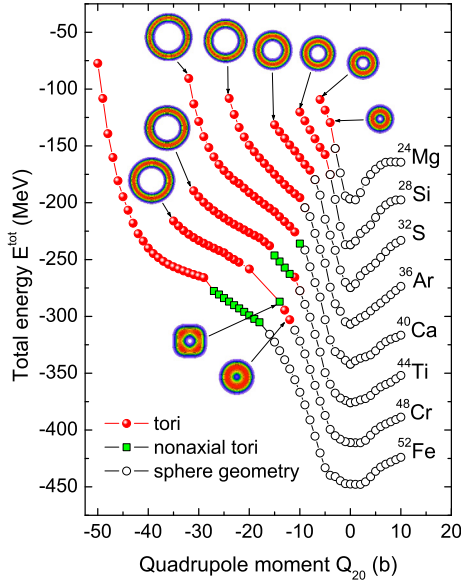 Total energy E^tot (MeV)
-50
-100
-150
-200
-250
-300
-350
-400
-450
²⁴Mg
²⁸Si
³²S
³⁶Ar
⁴⁰Ca
⁴⁴Ti
⁴⁸Cr
⁵²Fe
tori
nonaxial tori
sphere geometry
-50 -40 -30 -20 -10 0 10
Quadrupole moment Q₂₀ (b)